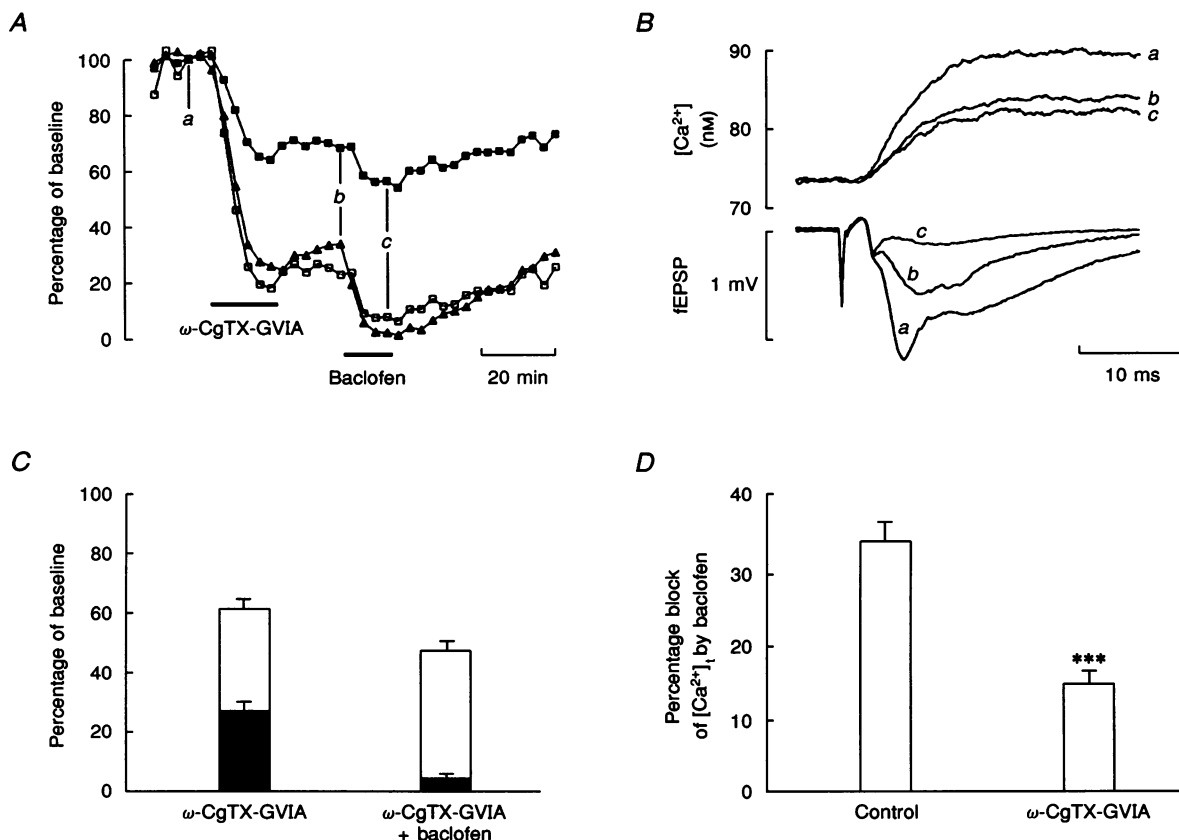 A
100
80
60
40
20
0
Percentage of baseline
a
b
c
ω-CgTX-GVIA
Baclofen
20 min
B
90
80
70
[Ca²⁺]
(nM)
a
b
c
fEPSP
1 mV
c
b
a
10 ms
C
100
80
60
40
20
0
Percentage of baseline
ω-CgTX-GVIA
ω-CgTX-GVIA
+ baclofen
D
40
30
20
10
0
Percentage block
of [Ca²⁺]ₜ by baclofen
***
Control
ω-CgTX-GVIA